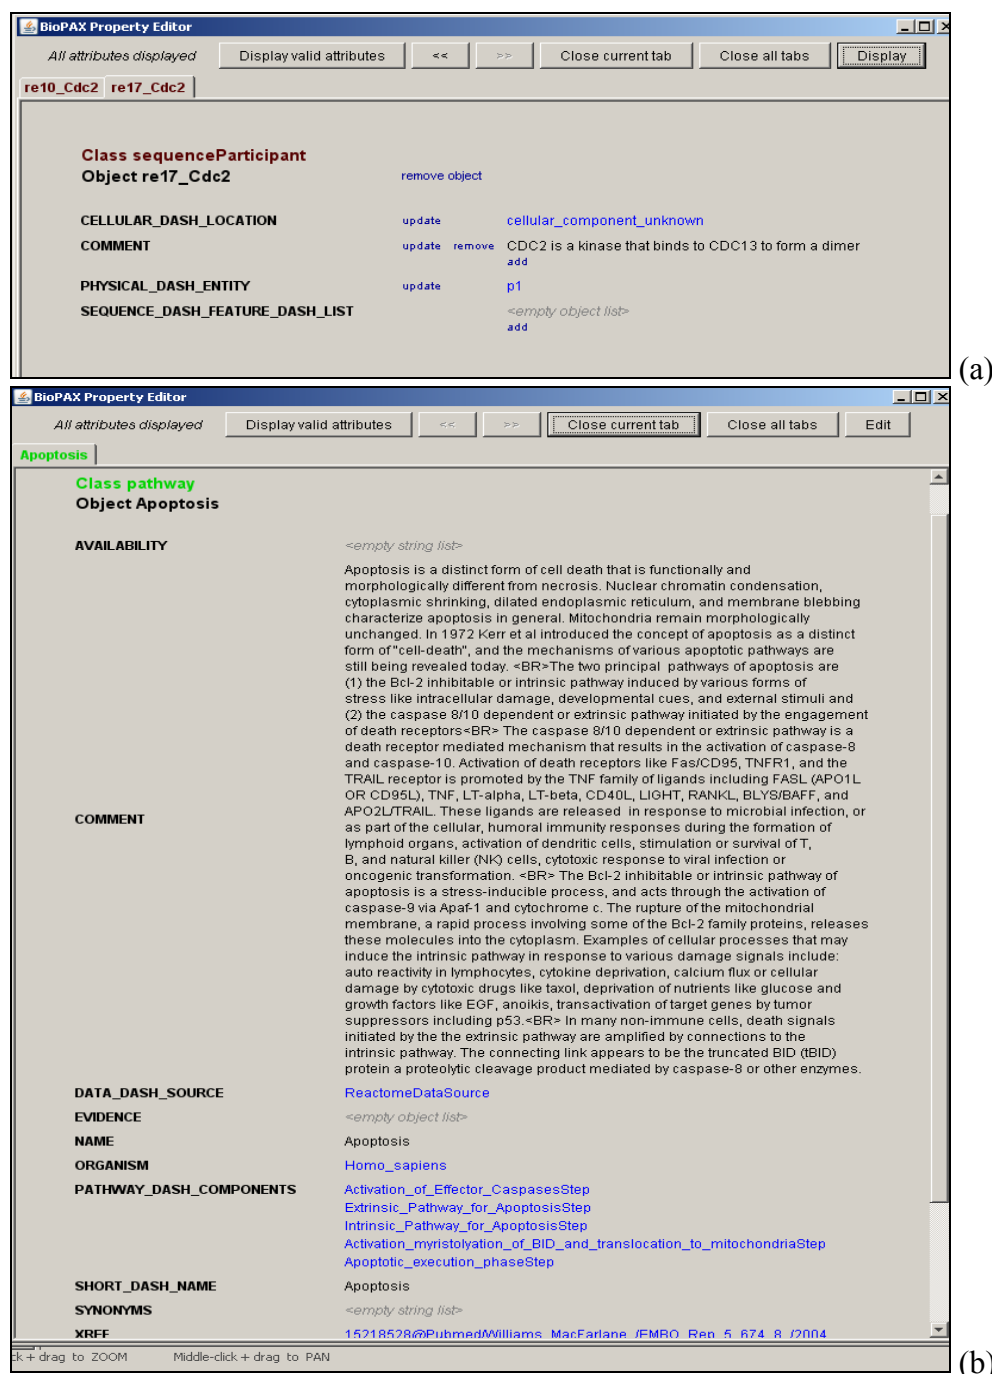 BioPAX Property Editor
All attributes displayed Display valid attributes << >> Close current tab Close all tabs Display
re10_Cdc2 re17_Cdc2
Class sequenceParticipant
Object re17_Cdc2 remove object
CELLULAR_DASH_LOCATION update cellular_component_unknown
COMMENT update remove CDC2 is a kinase that binds to CDC13 to form a dimer
add
PHYSICAL_DASH_ENTITY update p1
SEQUENCE_DASH_FEATURE_DASH_LIST <empty object list>
add
(a)
BioPAX Property Editor
All attributes displayed Display valid attributes << >> Close current tab Close all tabs Edit
Apoptosis
Class pathway
Object Apoptosis
AVAILABILITY <empty string list>
Apoptosis is a distinct form of cell death that is functionally and
morphologically different from necrosis. Nuclear chromatin condensation,
cytoplasmic shrinking, dilated endoplasmic reticulum, and membrane blebbing
characterize apoptosis in general. Mitochondria remain morphologically
unchanged. In 1972 Kerr et al introduced the concept of apoptosis as a distinct
form of "cell-death", and the mechanisms of various apoptotic pathways are
still being revealed today. <BR>The two principal pathways of apoptosis are
(1) the Bcl-2 inhibitable or intrinsic pathway induced by various forms of
stress like intracellular damage, developmental cues, and external stimuli and
(2) the caspase 8/10 dependent or extrinsic pathway initiated by the engagement
of death receptors<BR> The caspase 8/10 dependent or extrinsic pathway is a
death receptor mediated mechanism that results in the activation of caspase-8
and caspase-10. Activation of death receptors like Fas/CD95, TNFR1, and the
TRAIL receptor is promoted by the TNF family of ligands including FASL (APO1L
OR CD95L), TNF, LT-alpha, LT-beta, CD40L, LIGHT, RANKL, BLYS/BAFF, and
COMMENT APO2L/TRAIL. These ligands are released in response to microbial infection, or
as part of the cellular, humoral immunity responses during the formation of
lymphoid organs, activation of dendritic cells, stimulation or survival of T,
B, and natural killer (NK) cells, cytotoxic response to viral infection or
oncogenic transformation. <BR> The Bcl-2 inhibitable or intrinsic pathway of
apoptosis is a stress-inducible process, and acts through the activation of
caspase-9 via Apaf-1 and cytochrome c. The rupture of the mitochondrial
membrane, a rapid process involving some of the Bcl-2 family proteins, releases
these molecules into the cytoplasm. Examples of cellular processes that may
induce the intrinsic pathway in response to various damage signals include:
auto reactivity in lymphocytes, cytokine deprivation, calcium flux or cellular
damage by cytotoxic drugs like taxol, deprivation of nutrients like glucose and
growth factors like EGF, anoikis, transactivation of target genes by tumor
suppressors including p53.<BR> In many non-immune cells, death signals
initiated by the the extrinsic pathway are amplified by connections to the
intrinsic pathway. The connecting link appears to be the truncated BID (tBID)
protein a proteolytic cleavage product mediated by caspase-8 or other enzymes.
DATA_DASH_SOURCE ReactomeDataSource
EVIDENCE <empty object list>
NAME Apoptosis
ORGANISM Homo_sapiens
PATHWAY_DASH_COMPONENTS Activation_of_Effector_CaspasesStep
Extrinsic_Pathway_for_ApoptosisStep
Intrinsic_Pathway_for_ApoptosisStep
Activation_myristolyation_of_BID_and_translocation_to_mitochondriaStep
Apoptotic_execution_phaseStep
SHORT_DASH_NAME Apoptosis
SYNONYMS <empty string list>
XREF 15218528@Pubmed/Williams_MacFarlane_/EMBO_Rep_5_674_8_/2004
ck + drag to ZOOM Middle-click + drag to PAN
(b)